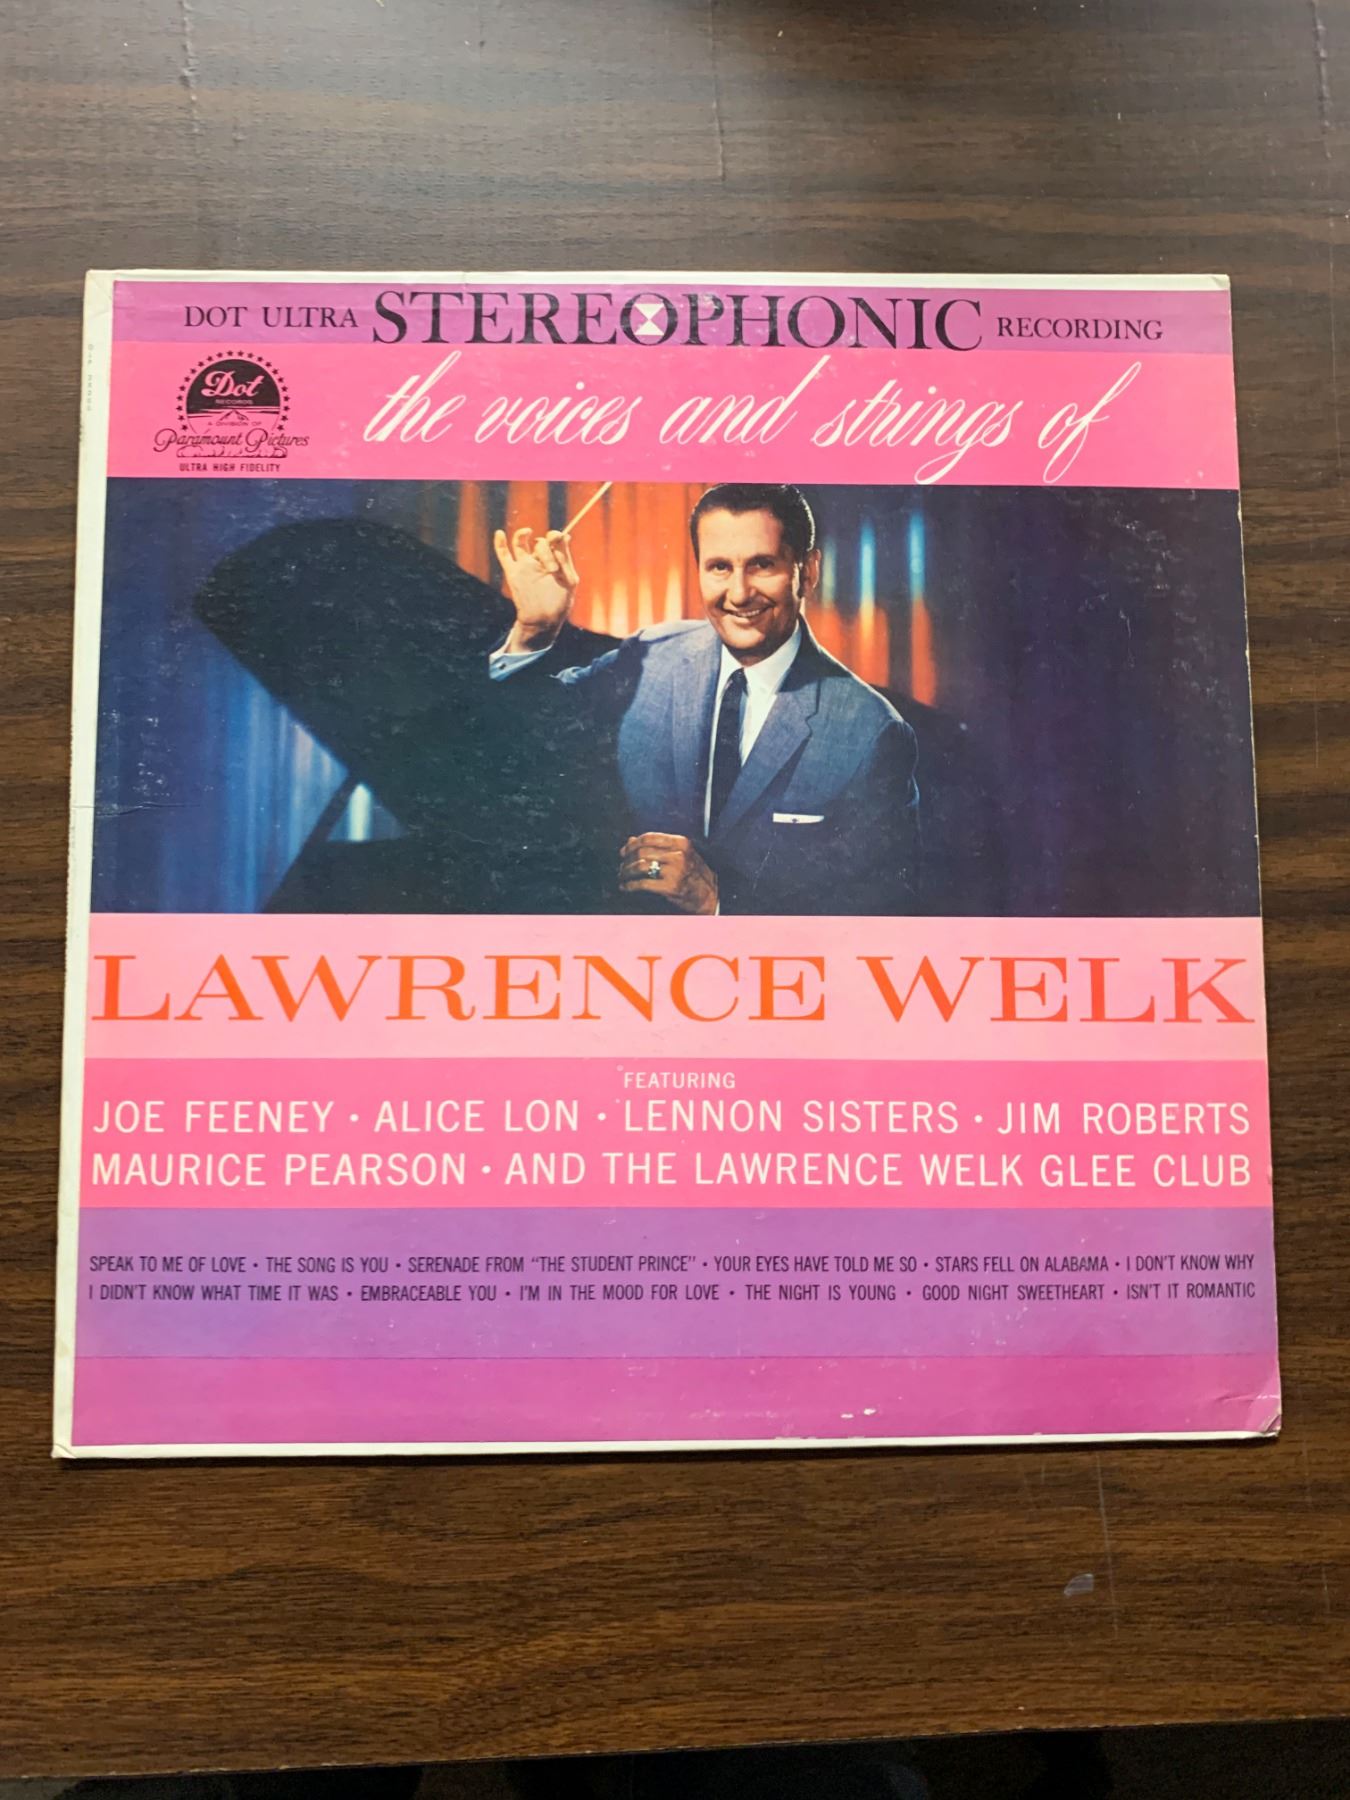 DOT ULTRA STEREOPHONIC RECORDING
Dot
RECORDS
A DIVISION OF
Paramount Pictures
ULTRA HIGH FIDELITY
the voices and strings of
LAWRENCE WELK
FEATURING
JOE FEENEY • ALICE LON • LENNON SISTERS • JIM ROBERTS
MAURICE PEARSON • AND THE LAWRENCE WELK GLEE CLUB
SPEAK TO ME OF LOVE • THE SONG IS YOU • SERENADE FROM "THE STUDENT PRINCE" • YOUR EYES HAVE TOLD ME SO • STARS FELL ON ALABAMA • I DON'T KNOW WHY
I DIDN'T KNOW WHAT TIME IT WAS • EMBRACEABLE YOU • I'M IN THE MOOD FOR LOVE • THE NIGHT IS YOUNG • GOOD NIGHT SWEETHEART • ISN'T IT ROMANTIC